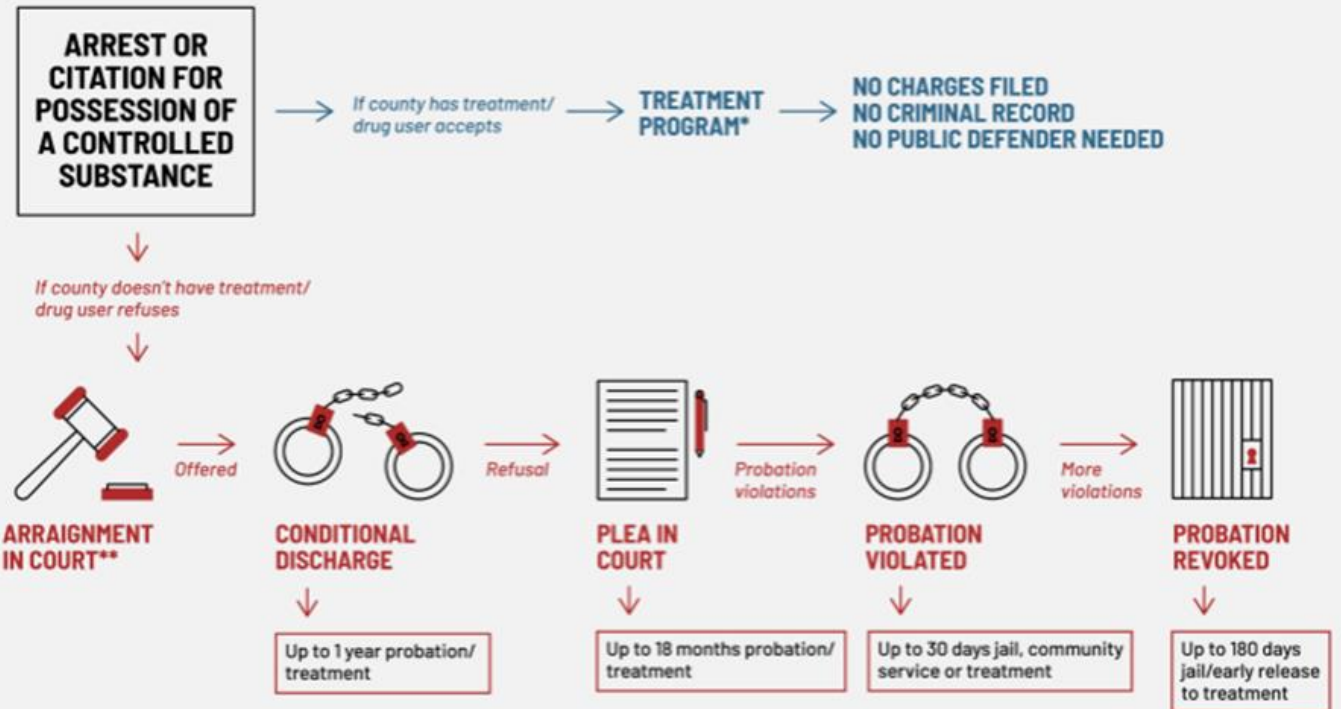 ARREST OR
CITATION FOR
POSSESSION OF
A CONTROLLED
SUBSTANCE
If county has treatment/
drug user accepts
TREATMENT
PROGRAM*
NO CHARGES FILED
NO CRIMINAL RECORD
NO PUBLIC DEFENDER NEEDED
If county doesn't have treatment/
drug user refuses
ARRAIGNMENT
IN COURT**
Offered
CONDITIONAL
DISCHARGE
Up to 1 year probation/
treatment
Refusal
PLEA IN
COURT
Up to 18 months probation/
treatment
Probation
violations
PROBATION
VIOLATED
Up to 30 days jail, community
service or treatment
More
violations
PROBATION
REVOKED
Up to 180 days
jail/early release
to treatment